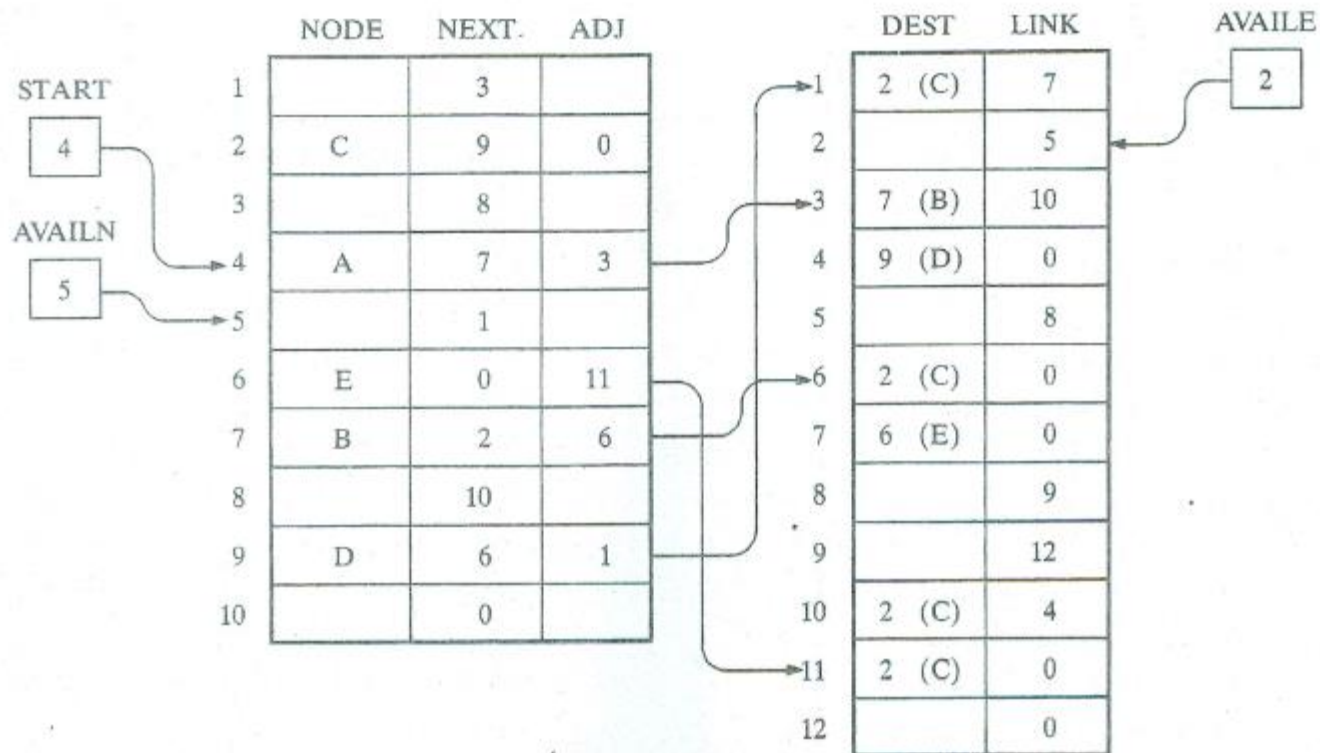 NODE NEXT. ADJ
START
4
AVAILN
5
1 3
2 C 9 0
3 8
4 A 7 3
5 1
6 E 0 11
7 B 2 6
8 10
9 D 6 1
10 0
DEST LINK
AVAILE
2
1 2 (C) 7
2 5
3 7 (B) 10
4 9 (D) 0
5 8
6 2 (C) 0
7 6 (E) 0
8 9
9 12
10 2 (C) 4
11 2 (C) 0
12 0